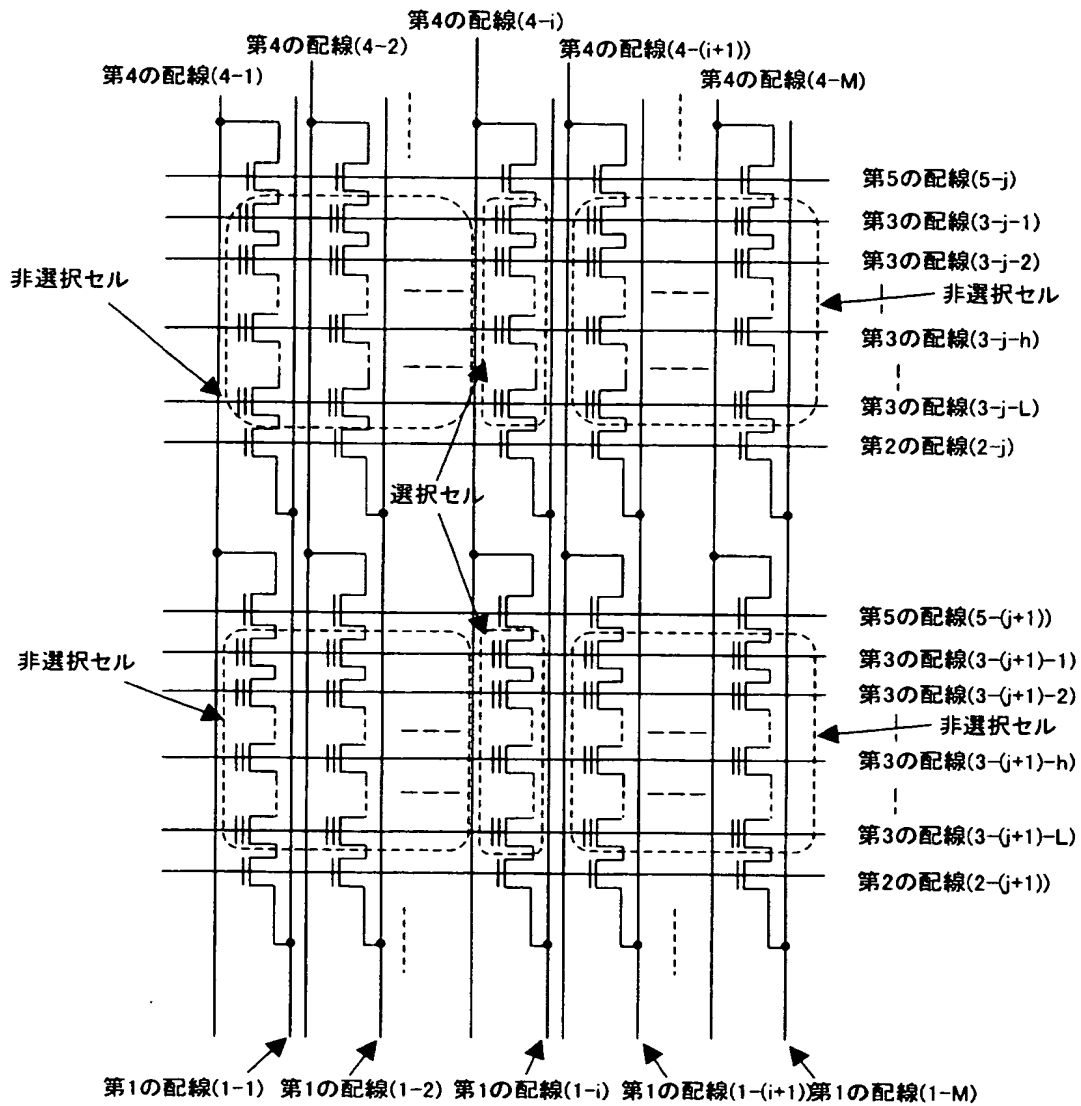 第4の配線(4-i)
第4の配線(4-2)
第4の配線(4-(i+1))
第4の配線(4-1)
第4の配線(4-M)
第5の配線(5-j)
第3の配線(3-j-1)
第3の配線(3-j-2)
非選択セル
非選択セル
第3の配線(3-j-h)
第3の配線(3-j-L)
第2の配線(2-j)
選択セル
第5の配線(5-(j+1))
第3の配線(3-(j+1)-1)
非選択セル
第3の配線(3-(j+1)-2)
非選択セル
第3の配線(3-(j+1)-h)
第3の配線(3-(j+1)-L)
第2の配線(2-(j+1))
第1の配線(1-1) 第1の配線(1-2) 第1の配線(1-i) 第1の配線(1-(i+1)) 第1の配線(1-M)